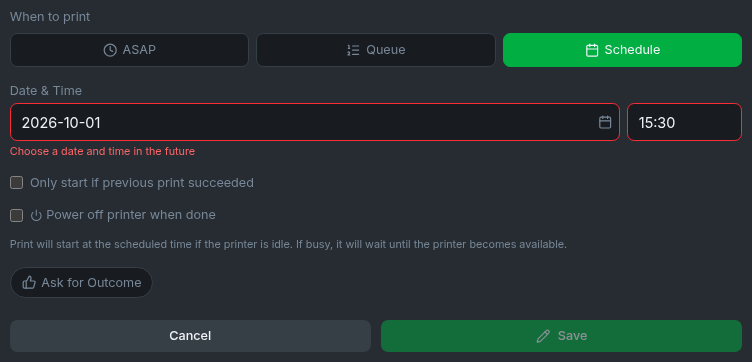 When to print
ASAP
Queue
Schedule
Date & Time
2026-10-01
15:30
Choose a date and time in the future
Only start if previous print succeeded
Power off printer when done
Print will start at the scheduled time if the printer is idle. If busy, it will wait until the printer becomes available.
Ask for Outcome
Cancel
Save